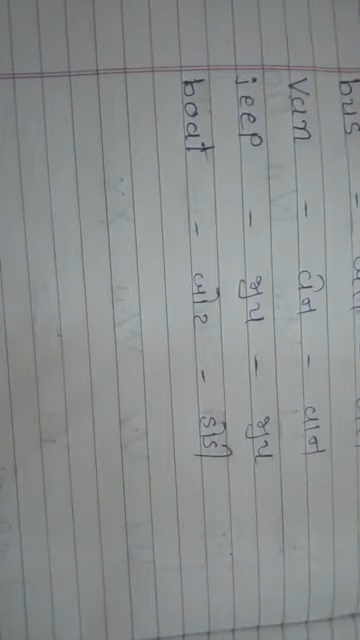 bus -
van - વેન - વાન
jeep - જીપ - જીપ
boat - બોટ - હોડી